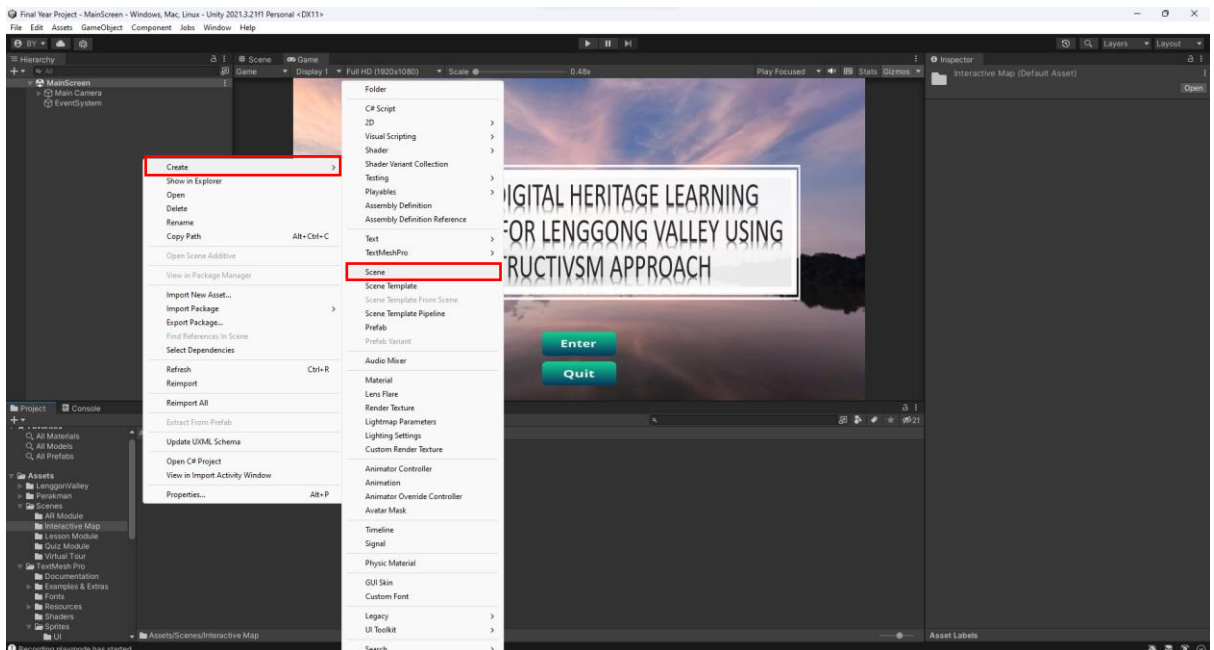 Final Year Project - MainScreen - Windows, Mac, Linux - Unity 2021.3.21f1 Personal <DX11>
File Edit Assets GameObject Component Jobs Window Help
BY
Layers
Layout
Hierarchy
Scene
Game
Inspector
All
Game
Display 1
Full HD (1920x1080)
Scale
0.48x
Play Focused
Stats
Gizmos
Interactive Map (Default Asset)
Open
MainScreen
Main Camera
EventSystem
Create
Show in Explorer
Open
Delete
Rename
Copy Path Alt+Ctrl+C
Open Scene Additive
View in Package Manager
Import New Asset...
Import Package
Export Package...
Find References In Scene
Select Dependencies
Refresh Ctrl+R
Reimport
Reimport All
Extract From Prefab
Update UXML Schema
Open C# Project
View in Import Activity Window
Properties... Alt+P
Folder
C# Script
2D
Visual Scripting
Shader
Shader Variant Collection
Testing
Playables
Assembly Definition
Assembly Definition Reference
Text
TextMeshPro
Scene
Scene Template
Scene Template From Scene
Scene Template Pipeline
Prefab
Prefab Variant
Audio Mixer
Material
Lens Flare
Render Texture
Lightmap Parameters
Lighting Settings
Custom Render Texture
Animator Controller
Animation
Animator Override Controller
Avatar Mask
Timeline
Signal
Physic Material
GUI Skin
Custom Font
Legacy
UI Toolkit
Search
IGITAL HERITAGE LEARNING
FOR LENGGONG VALLEY USING
TRUCTIVSM APPROACH
Enter
Quit
Project
Console
21
Favorites
All Materials
All Models
All Prefabs
Assets
LenggonValley
Perakman
Scenes
AR Module
Interactive Map
Lesson Module
Quiz Module
Virtual Tour
TextMesh Pro
Documentation
Examples & Extras
Fonts
Resources
Shaders
Sprites
UI
Assets/Scenes/Interactive Map
Asset Labels
Recording playmode has started